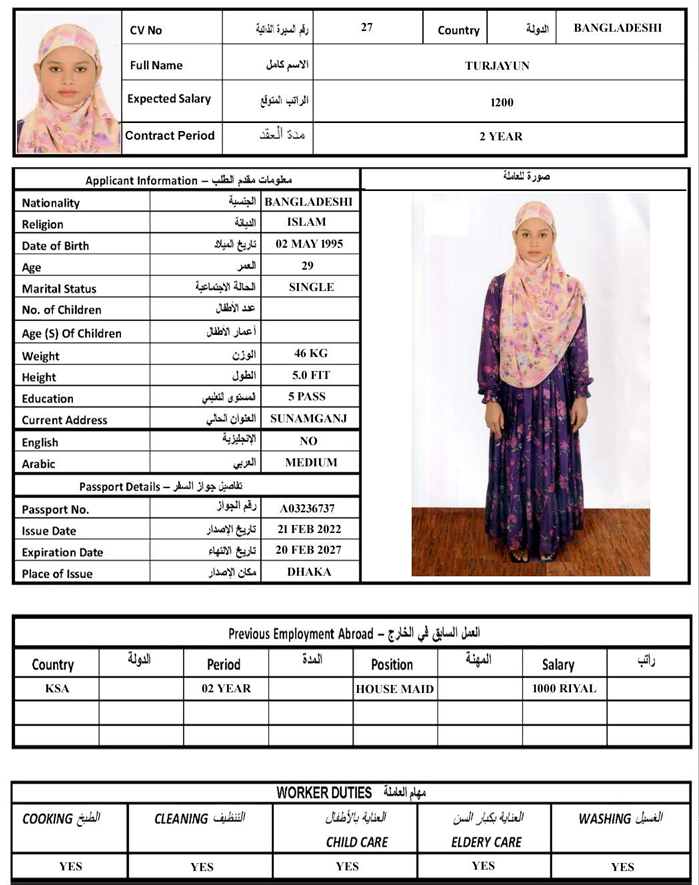 CV No رقم السيرة الذاتية 27 Country الدولة BANGLADESHI
Full Name الاسم كامل TURJAYUN
Expected Salary الراتب المتوقع 1200
Contract Period مدة العقد 2 YEAR
Applicant Information – معلومات مقدم الطلب
صورة للعاملة
Nationality الجنسية BANGLADESHI
Religion الديانة ISLAM
Date of Birth تاريخ الميلاد 02 MAY 1995
Age العمر 29
Marital Status الحالة الاجتماعية SINGLE
No. of Children عدد الأطفال
Age (S) Of Children أعمار الأطفال
Weight الوزن 46 KG
Height الطول 5.0 FIT
Education المستوى التعليمي 5 PASS
Current Address العنوان الحالي SUNAMGANJ
English الإنجليزية NO
Arabic العربي MEDIUM
Passport Details – تفاصيل جواز السفر
Passport No. رقم الجواز A03236737
Issue Date تاريخ الإصدار 21 FEB 2022
Expiration Date تاريخ الانتهاء 20 FEB 2027
Place of Issue مكان الإصدار DHAKA
Previous Employment Abroad – العمل السابق في الخارج
Country الدولة Period المدة Position المهنة Salary راتب
KSA 02 YEAR HOUSE MAID 1000 RIYAL
WORKER DUTIES مهام العاملة
COOKING الطبخ CLEANING التنظيف العناية بالأطفال العناية بكبار السن WASHING الغسيل
CHILD CARE ELDERY CARE
YES YES YES YES YES